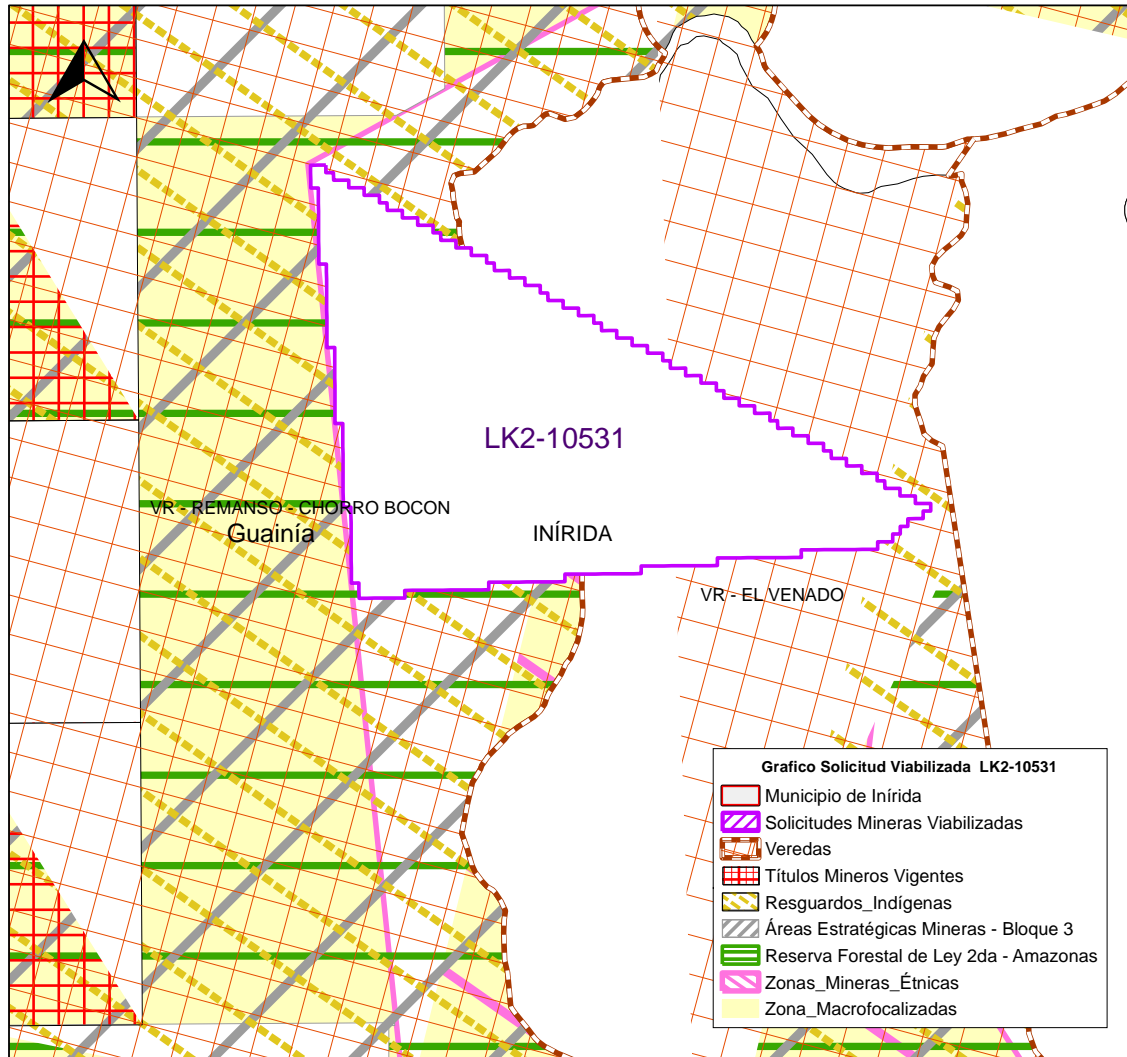 LK2-10531
VR - REMANSO - CHORRO BOCON
Guainía
INÍRIDA
VR - EL VENADO
Grafico Solicitud Viabilizada LK2-10531
Municipio de Inírida
Solicitudes Mineras Viabilizadas
Veredas
Títulos Mineros Vigentes
Resguardos_Indígenas
Áreas Estratégicas Mineras - Bloque 3
Reserva Forestal de Ley 2da - Amazonas
Zonas_Mineras_Étnicas
Zona_Macrofocalizadas